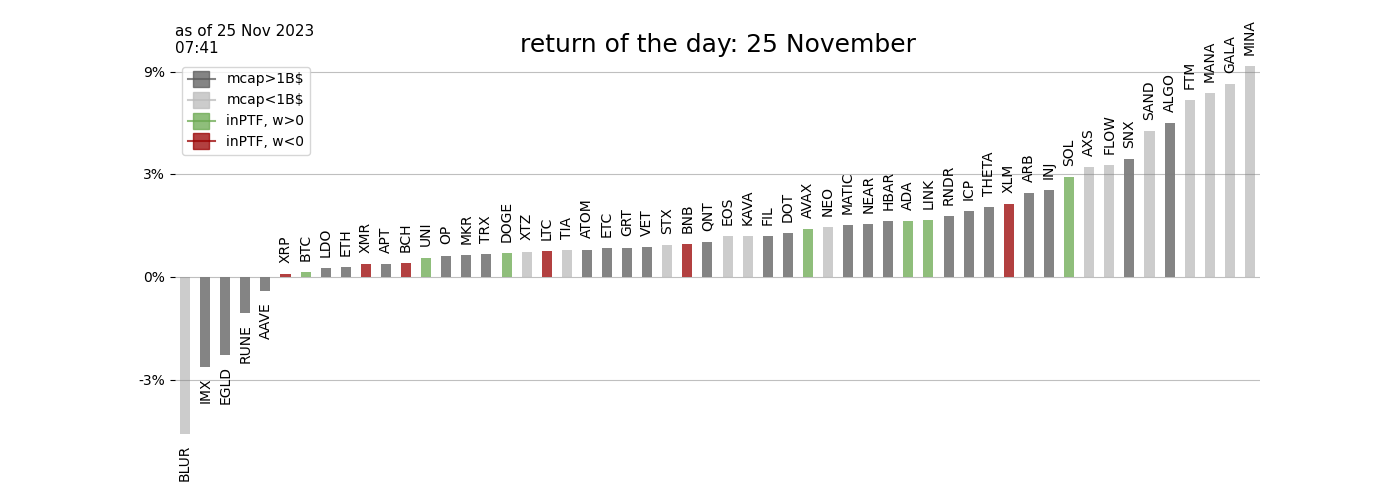 as of 25 Nov 2023
07:41
return of the day: 25 November
9%
3%
0%
-3%
mcap>1B$
mcap<1B$
inPTF, w>0
inPTF, w<0
BLUR
IMX
EGLD
RUNE
AAVE
XRP
BTC
LDO
ETH
XMR
APT
BCH
UNI
OP
MKR
TRX
DOGE
XTZ
LTC
TIA
ATOM
ETC
GRT
VET
STX
BNB
QNT
EOS
KAVA
FIL
DOT
AVAX
NEO
MATIC
NEAR
HBAR
ADA
LINK
RNDR
ICP
THETA
XLM
ARB
INJ
SOL
AXS
FLOW
SNX
SAND
ALGO
FTM
MANA
GALA
MINA